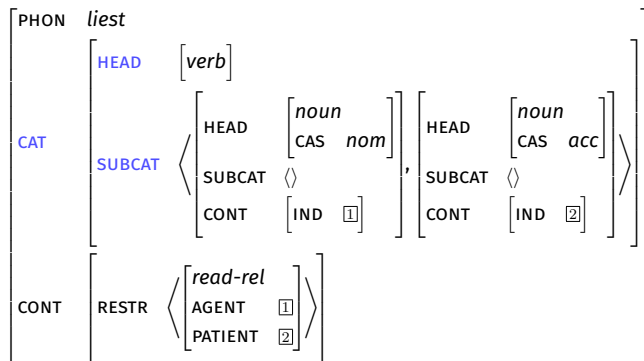 PHON liest
HEAD [verb]
noun noun
HEAD CAS nom HEAD CAS acc
CAT SUBCAT ⟨ SUBCAT ⟨⟩ , SUBCAT ⟨⟩ ⟩
CONT [IND 1] CONT [IND 2]
read-rel
CONT RESTR ⟨ AGENT 1 ⟩
PATIENT 2